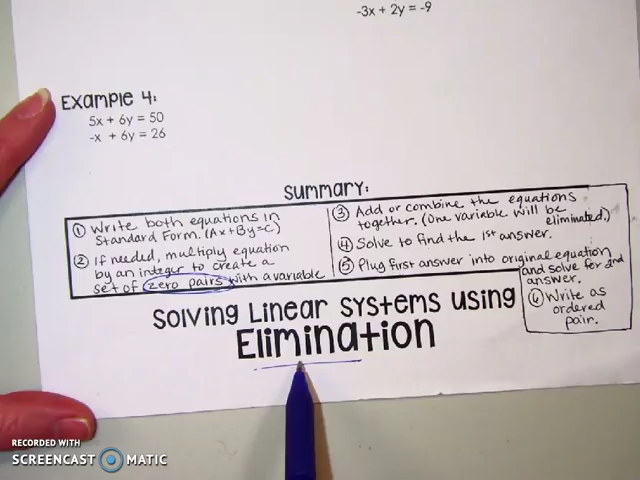 -3x + 2y = -9
Example 4:
5x + 6y = 50
-x + 6y = 26
Summary:
① Write both equations in
Standard Form. (Ax+By=C)
② If needed, multiply equation
by an integer to create a
set of zero pairs with a variable
③ Add or combine the equations
together. (One variable will be
eliminated.)
④ Solve to find the 1st answer.
⑤ Plug first answer into original equation
and solve for 2nd
answer.
⑥ Write as
ordered
pair.
Solving Linear Systems using
Elimination
RECORDED WITH
SCREENCAST MATIC